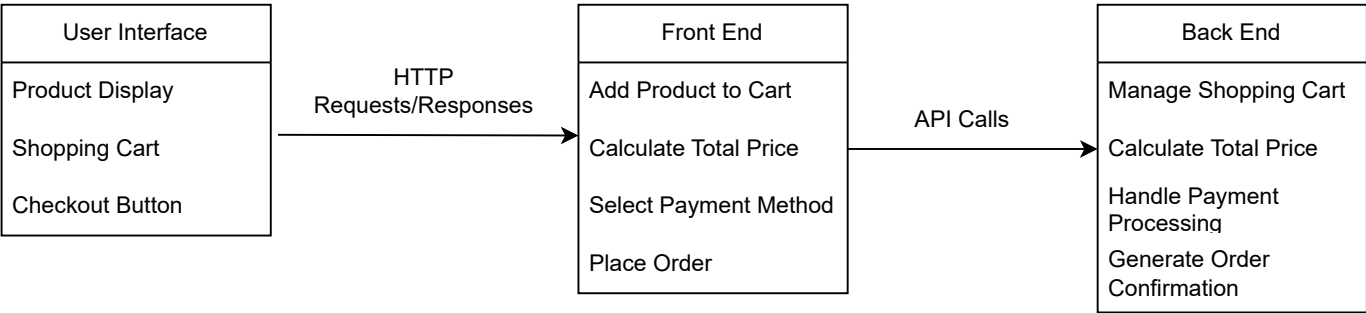 User Interface
Product Display
Shopping Cart
Checkout Button
HTTP
Requests/Responses
Front End
Add Product to Cart
Calculate Total Price
Select Payment Method
Place Order
API Calls
Back End
Manage Shopping Cart
Calculate Total Price
Handle Payment
Processing
Generate Order
Confirmation